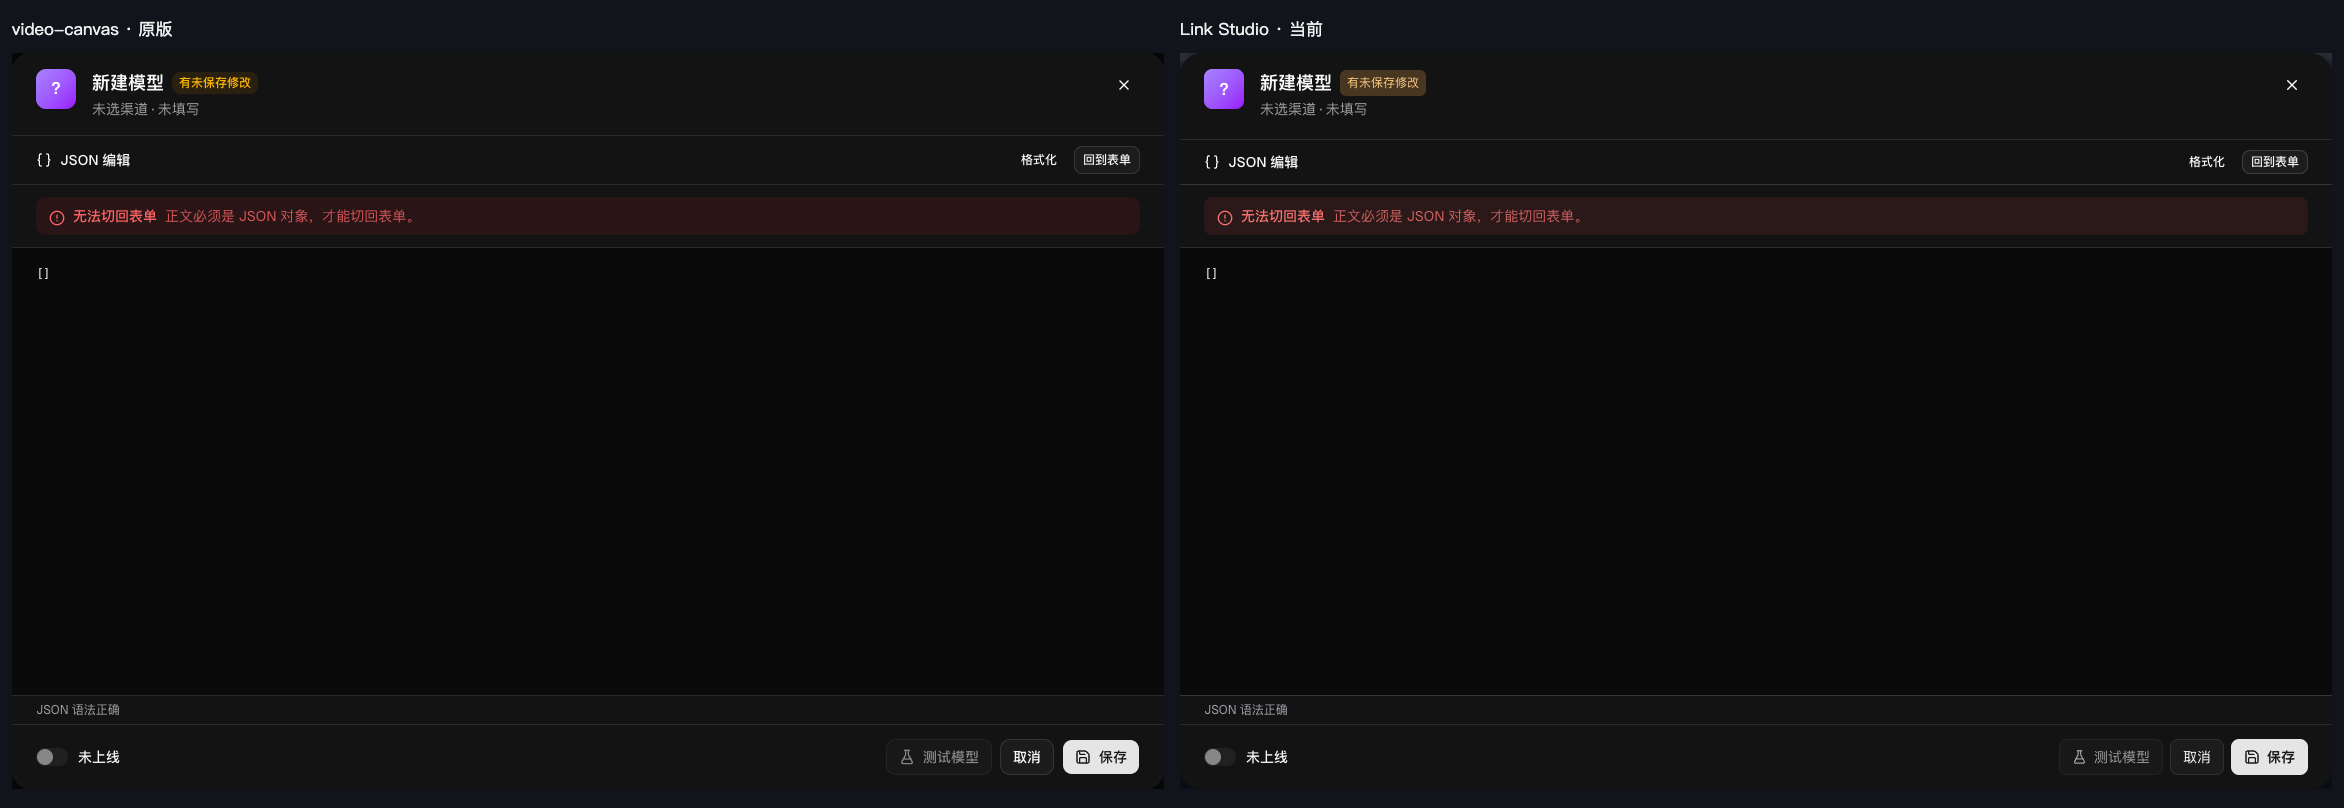 video-canvas · 原版
?
新建模型 有未保存修改
未选渠道 · 未填写
{ } JSON 编辑 格式化 回到表单
无法切回表单 正文必须是 JSON 对象，才能切回表单。
[]
JSON 语法正确
未上线 测试模型 取消 保存
Link Studio · 当前
?
新建模型 有未保存修改
未选渠道 · 未填写
{ } JSON 编辑 格式化 回到表单
无法切回表单 正文必须是 JSON 对象，才能切回表单。
[]
JSON 语法正确
未上线 测试模型 取消 保存